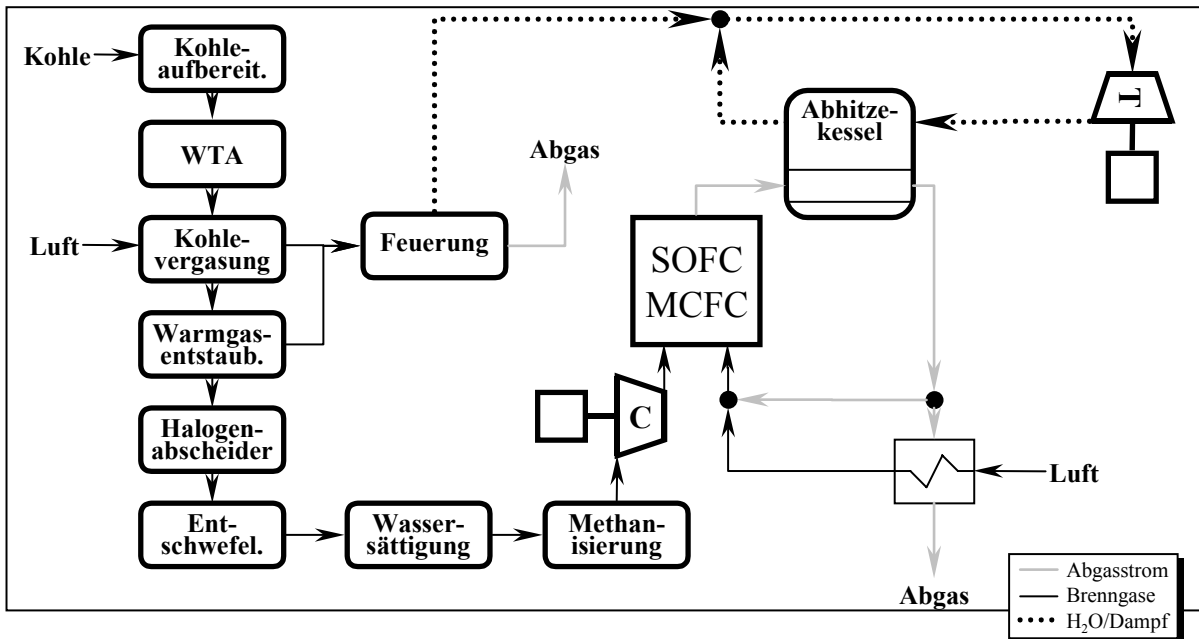 Kohle
Kohle-
aufbereit.
WTA
Luft
Kohle-
vergasung
Warmgas-
entstaub.
Halogen-
abscheider
Ent-
schwefel.
Wasser-
sättigung
Methan-
isierung
Feuerung
Abgas
C
SOFC
MCFC
Abhitze-
kessel
T
Luft
Abgas
Abgasstrom
Brenngase
H₂O/Dampf